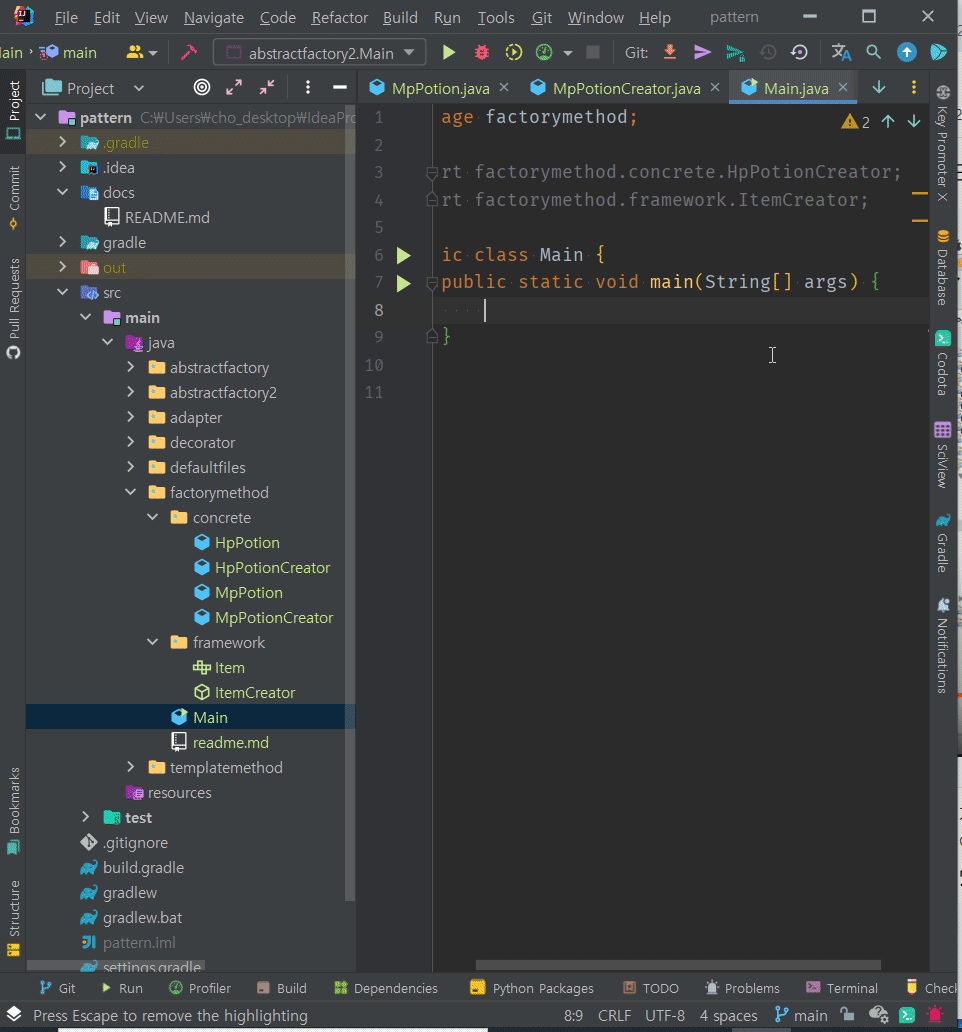 File Edit View Navigate Code Refactor Build Run Tools Git Window Help pattern
lain main abstractfactory2.Main Git:
Project MpPotion.java MpPotionCreator.java Main.java
pattern C:₩Users₩cho_desktop₩IdeaPro
.gradle
.idea
docs
README.md
gradle
out
src
main
java
abstractfactory
abstractfactory2
adapter
decorator
defaultfiles
factorymethod
concrete
HpPotion
HpPotionCreator
MpPotion
MpPotionCreator
framework
Item
ItemCreator
Main
readme.md
templatemethod
resources
test
.gitignore
build.gradle
gradlew
gradlew.bat
pattern.iml
settings.gradle
1 age factorymethod;
2
3 rt factorymethod.concrete.HpPotionCreator;
4 rt factorymethod.framework.ItemCreator;
5
6 ic class Main {
7 public static void main(String[] args) {
8
9 }
10
11
2
Project
Commit
Pull Requests
Bookmarks
Structure
Key Promoter X
Database
Codota
SciView
Gradle
Notifications
Git Run Profiler Build Dependencies Python Packages TODO Problems Terminal Check
Press Escape to remove the highlighting 8:9 CRLF UTF-8 4 spaces main